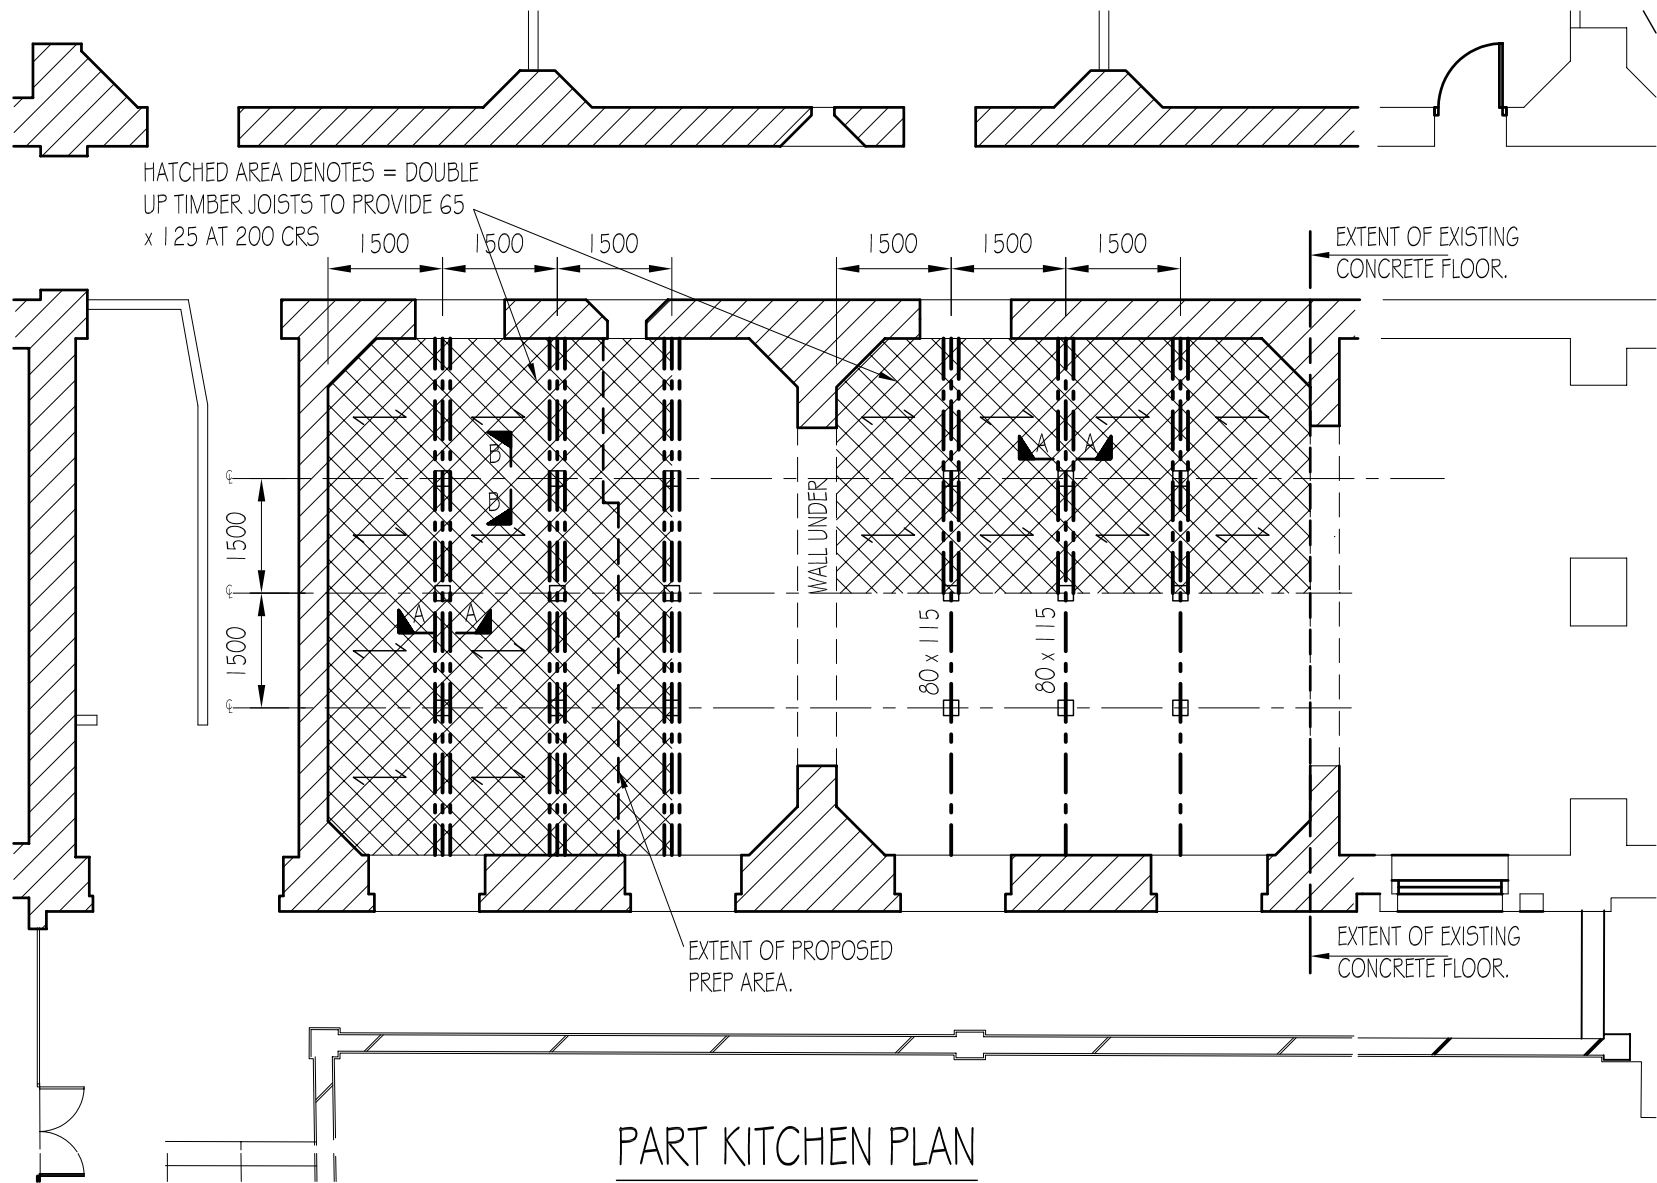 HATCHED AREA DENOTES = DOUBLE
UP TIMBER JOISTS TO PROVIDE 65
x 125 AT 200 CRS
1500
1500
1500
1500
1500
1500
EXTENT OF EXISTING
CONCRETE FLOOR.
B
B
A
A
℄
℄
℄
1500
1500
A
A
WALL UNDER
80 x 115
80 x 115
EXTENT OF PROPOSED
PREP AREA.
EXTENT OF EXISTING
CONCRETE FLOOR.
PART KITCHEN PLAN